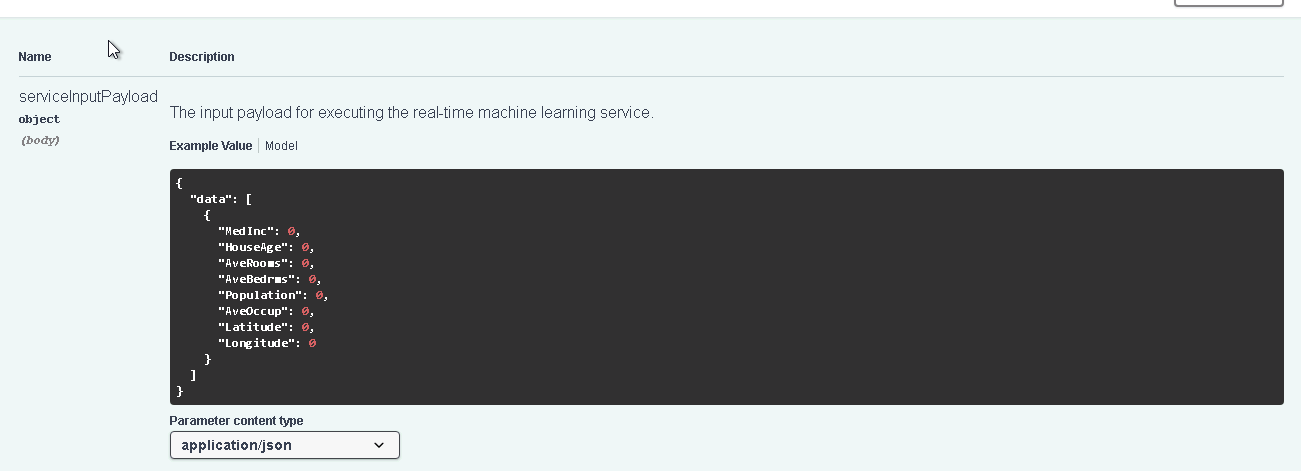 Name Description
serviceInputPayload
object
(body)
The input payload for executing the real-time machine learning service.
Example Value Model
{
  "data": [
    {
      "MedInc": 0,
      "HouseAge": 0,
      "AveRooms": 0,
      "AveBedrms": 0,
      "Population": 0,
      "AveOccup": 0,
      "Latitude": 0,
      "Longitude": 0
    }
  ]
}
Parameter content type
application/json